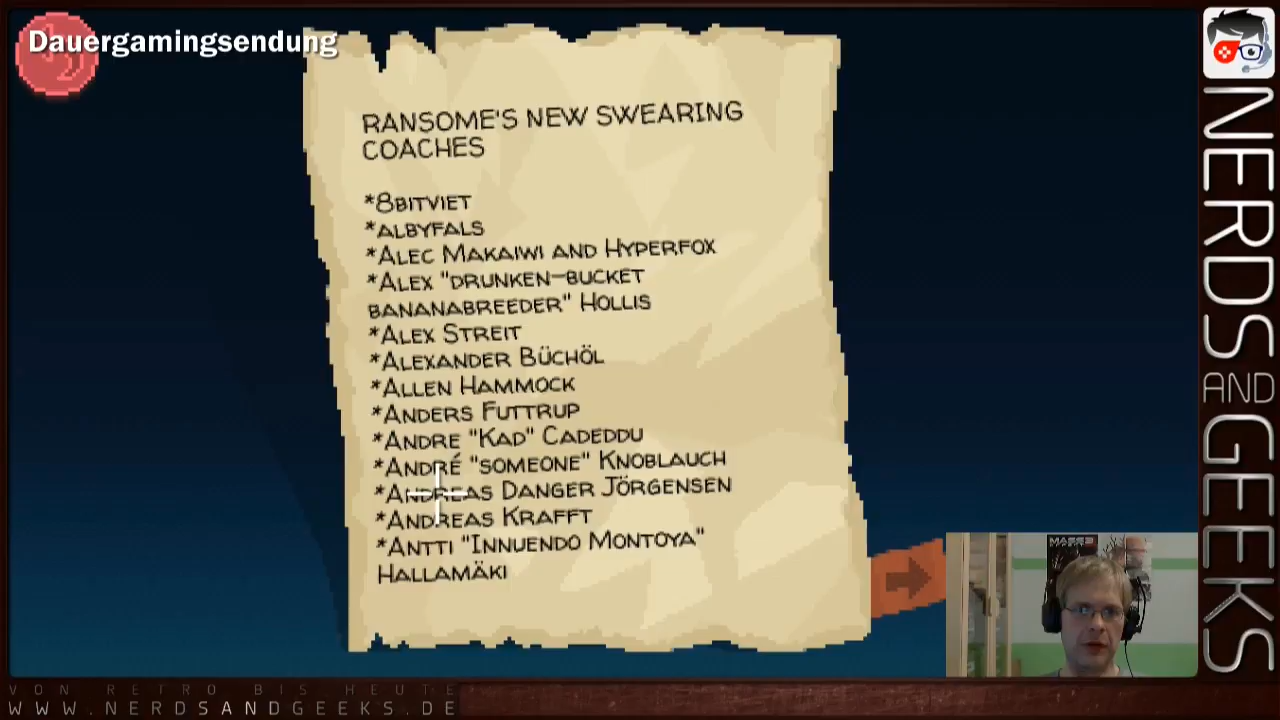 Dauergamingsendung
RANSOME'S NEW SWEARING
COACHES
*8BITVIET
*ALBYFALS
*ALEC MAKAIWI AND HYPERFOX
*ALEX "DRUNKEN-BUCKET
BANANABREEDER" HOLLIS
*ALEX STREIT
*ALEXANDER BÜCHÖL
*ALLEN HAMMOCK
*ANDERS FUTTRUP
*ANDRE "KAD" CADEDDU
*ANDRÉ "SOMEONE" KNOBLAUCH
*ANDREAS DANGER JÖRGENSEN
*ANDREAS KRAFFT
*ANTTI "INNUENDO MONTOYA"
HALLAMÄKI
NERDS AND GEEKS
VON RETRO BIS HEUTE
WWW.NERDSANDGEEKS.DE